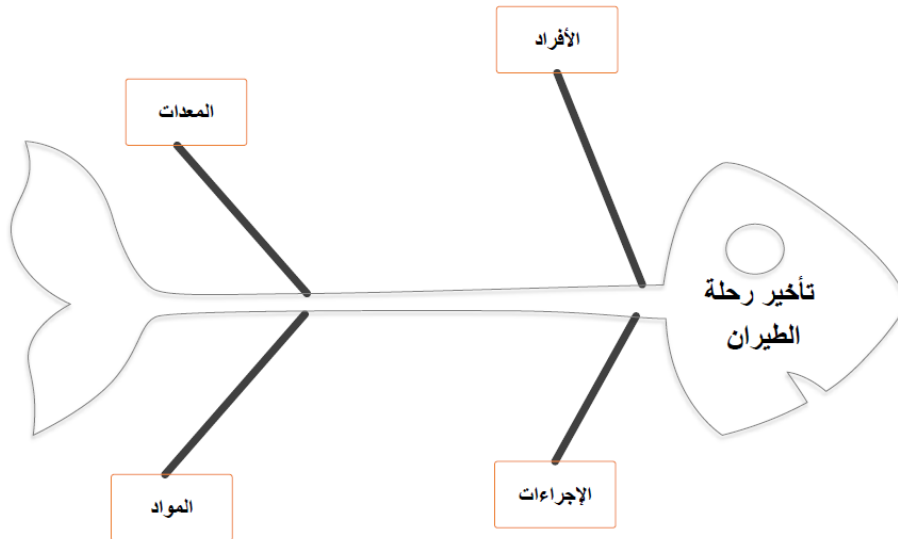 الأفراد
المعدات
تأخير رحلة
الطيران
الإجراءات
المواد